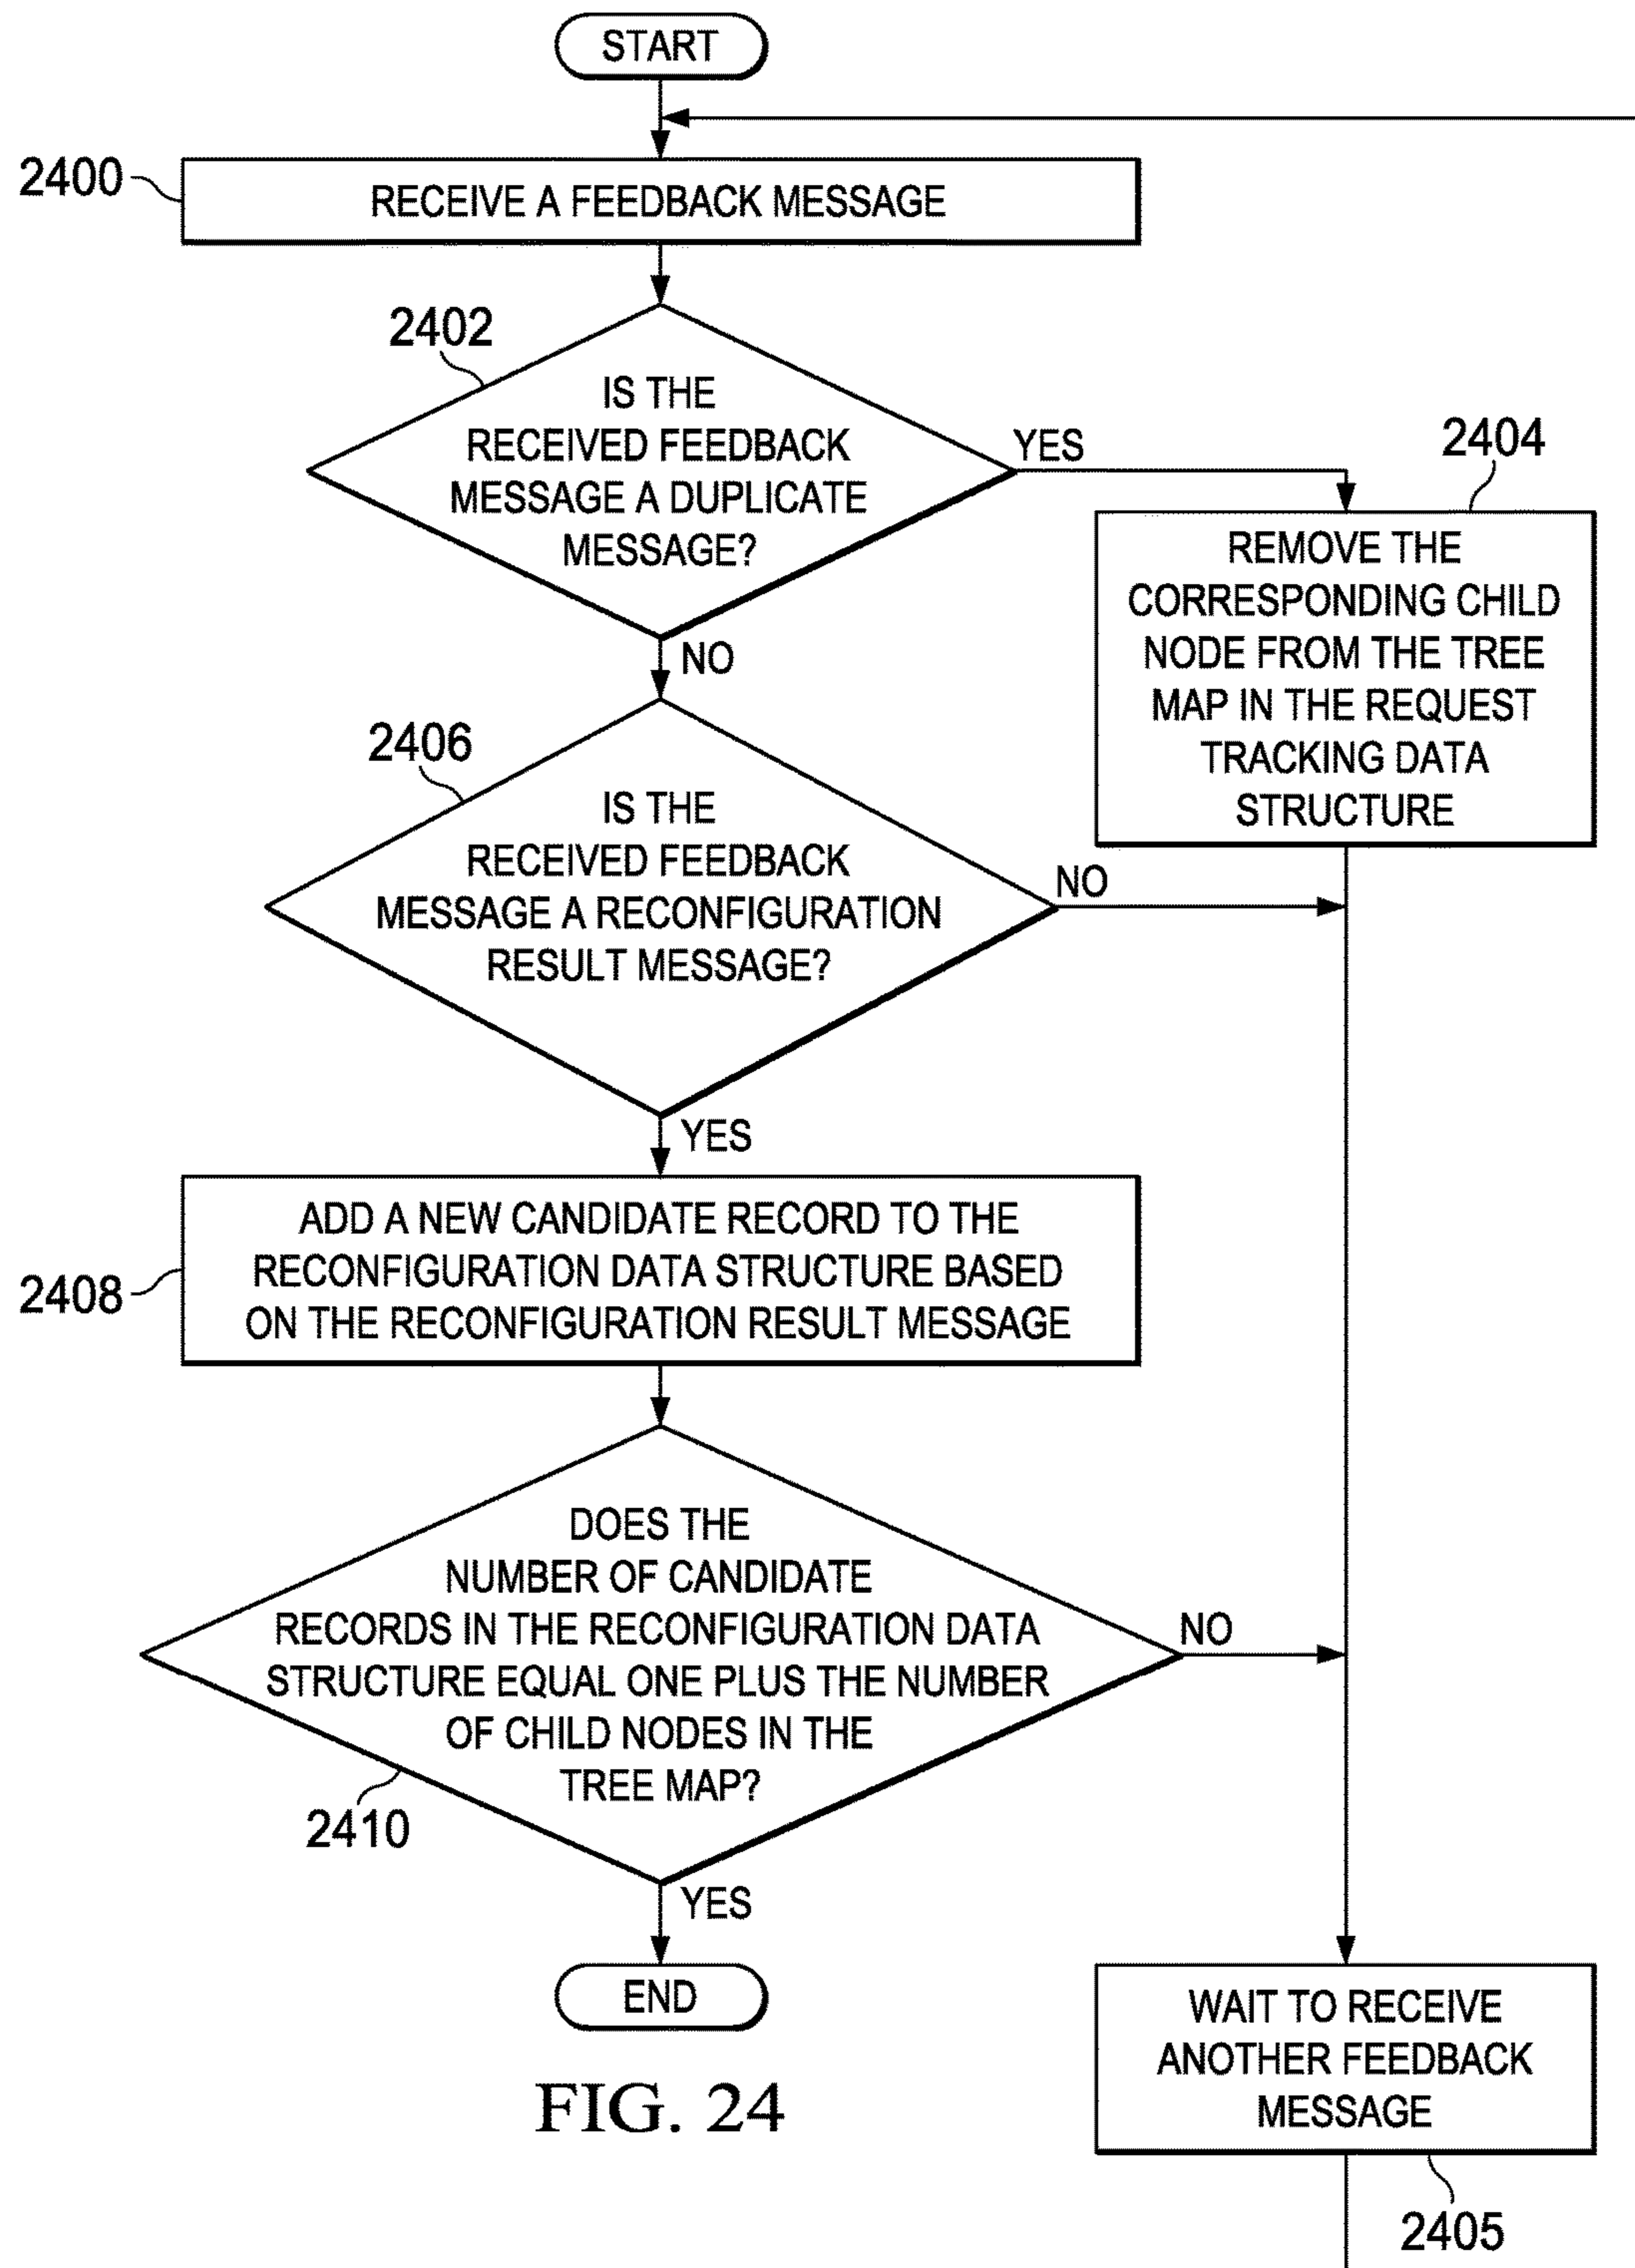 START
2400
RECEIVE A FEEDBACK MESSAGE
2402
IS THE
RECEIVED FEEDBACK
MESSAGE A DUPLICATE
MESSAGE?
YES
2404
REMOVE THE
CORRESPONDING CHILD
NODE FROM THE TREE
MAP IN THE REQUEST
TRACKING DATA
STRUCTURE
NO
2406
IS THE
RECEIVED FEEDBACK
MESSAGE A RECONFIGURATION
RESULT MESSAGE?
NO
YES
2408
ADD A NEW CANDIDATE RECORD TO THE
RECONFIGURATION DATA STRUCTURE BASED
ON THE RECONFIGURATION RESULT MESSAGE
DOES THE
NUMBER OF CANDIDATE
RECORDS IN THE RECONFIGURATION DATA
STRUCTURE EQUAL ONE PLUS THE NUMBER
OF CHILD NODES IN THE
TREE MAP?
2410
NO
YES
END
WAIT TO RECEIVE
ANOTHER FEEDBACK
MESSAGE
2405
FIG. 24